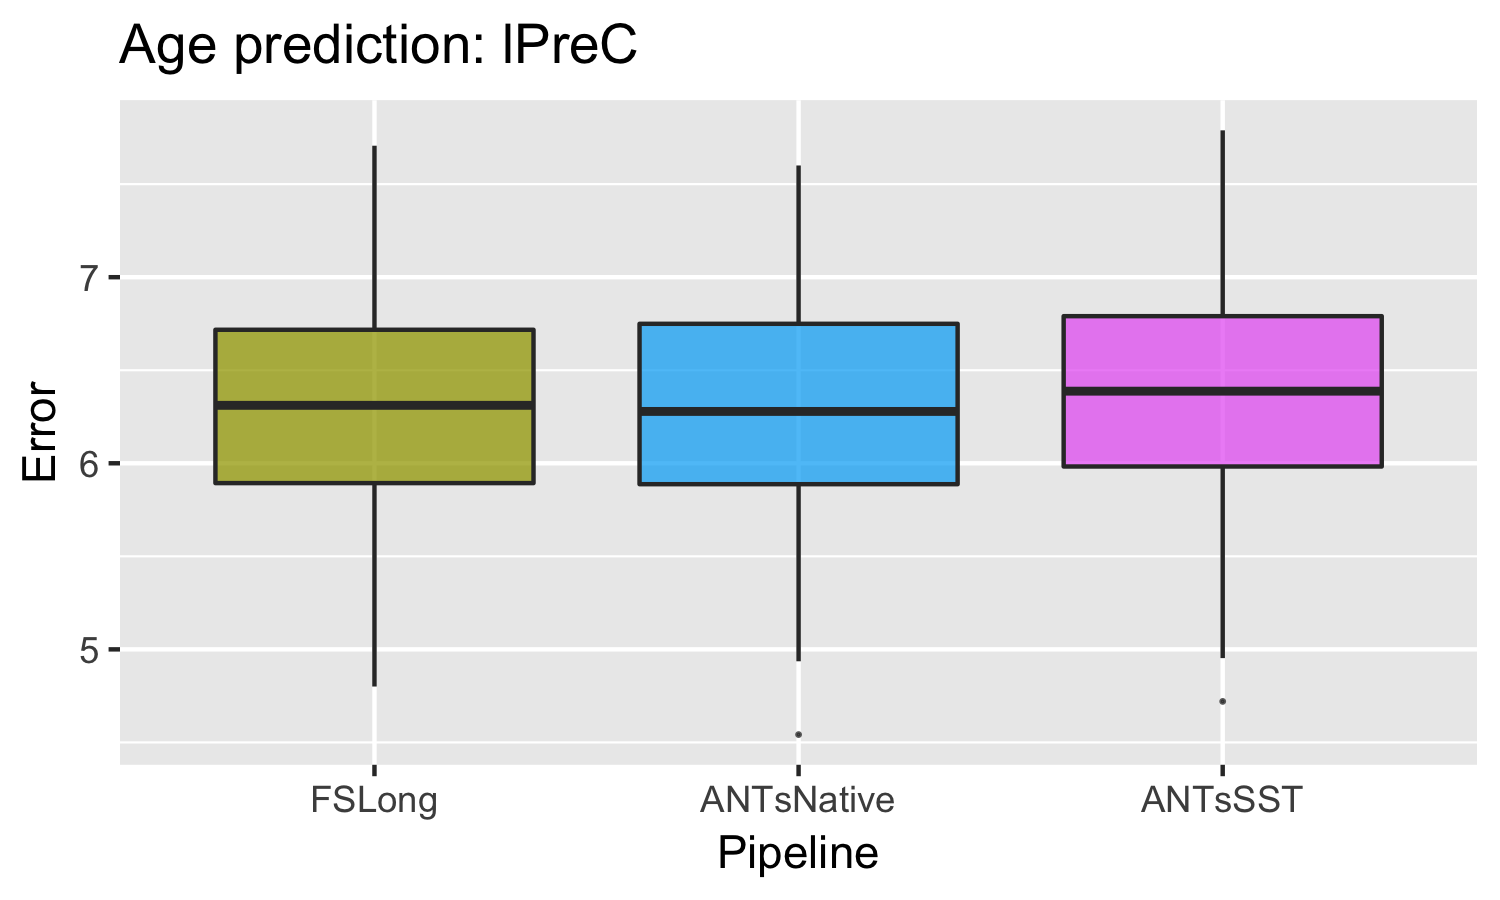 Age prediction: lPreC
Error
7
6
5
FSLong ANTsNative ANTsSST
Pipeline